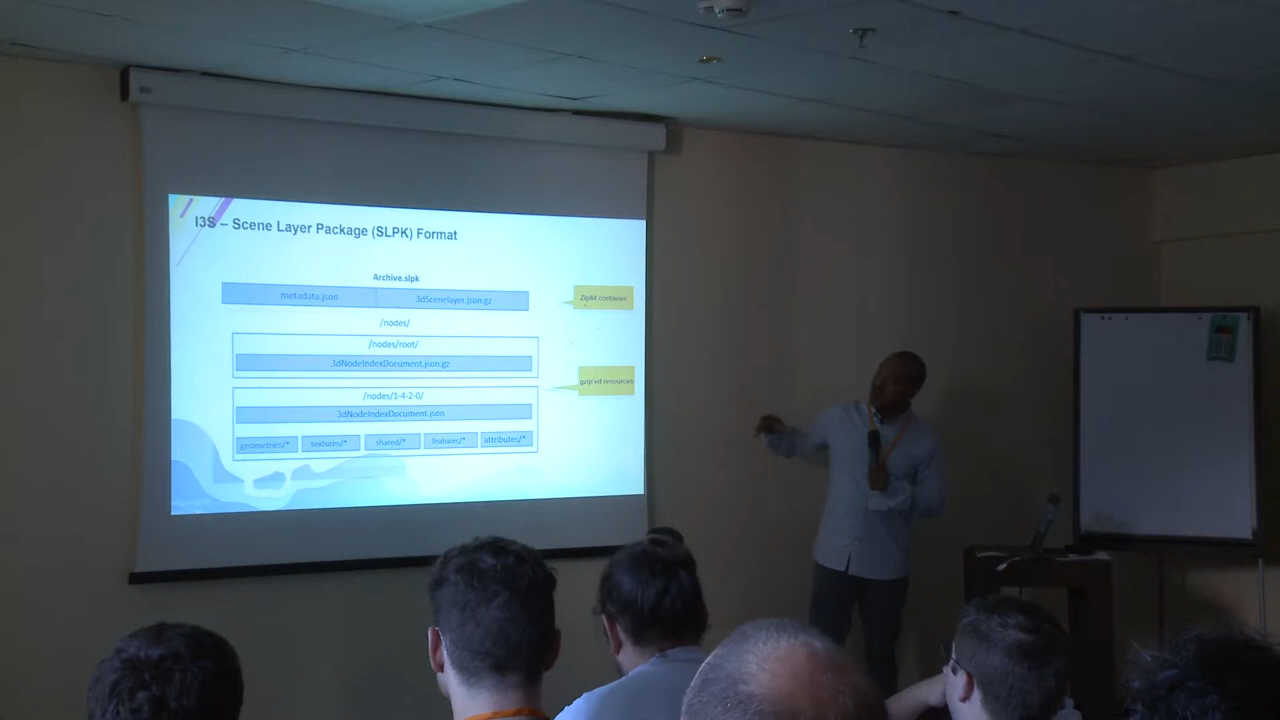 I3S – Scene Layer Package (SLPK) Format
Archive.slpk
metadata.json
3dScenelayer.json.gz
Zip64 container
/nodes/
/nodes/root/
3dNodeIndexDocument.json.gz
gzip'ed resources
/nodes/1-4-2-0/
3dNodeIndexDocument.json
geometries/*
textures/*
shared/*
features/*
attributes/*